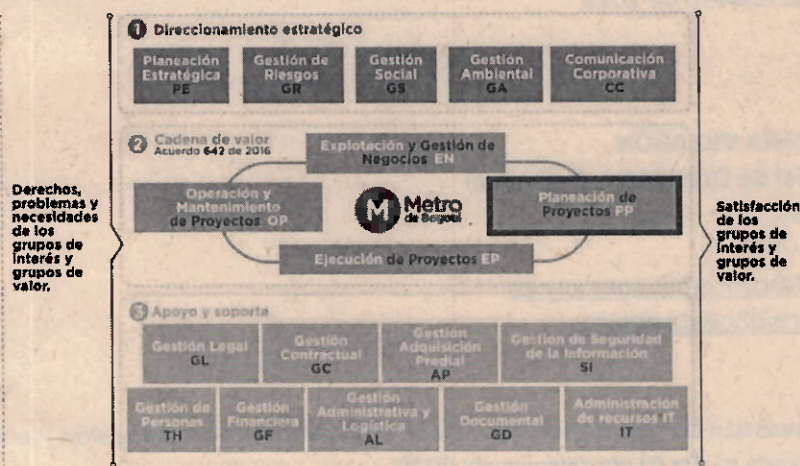 1 Direccionamiento estratégico
Planeación
Estratégica
PE
Gestión de
Riesgos
GR
Gestión
Social
GS
Gestión
Ambiental
GA
Comunicación
Corporativa
CC
2 Cadena de valor
Acuerdo 642 de 2016
Explotación y Gestión de
Negocios EN
Operación y
Mantenimiento
de Proyectos OP
Metro
de Bogotá
Planeación de
Proyectos PP
Ejecución de Proyectos EP
Derechos,
problemas y
necesidades
de los
grupos de
interés y
grupos de
valor.
Satisfacción
de los
grupos de
interés y
grupos de
valor.
3 Apoyo y soporte
Gestión Legal
GL
Gestión
Contractual
GC
Gestión
Adquisición
Predial
AP
Gestión de Seguridad
de la Información
SI
Gestión de
Personas
TH
Gestión
Financiera
GF
Gestión
Administrativa y
Logística
AL
Gestión
Documental
GD
Administración
de recursos IT
IT